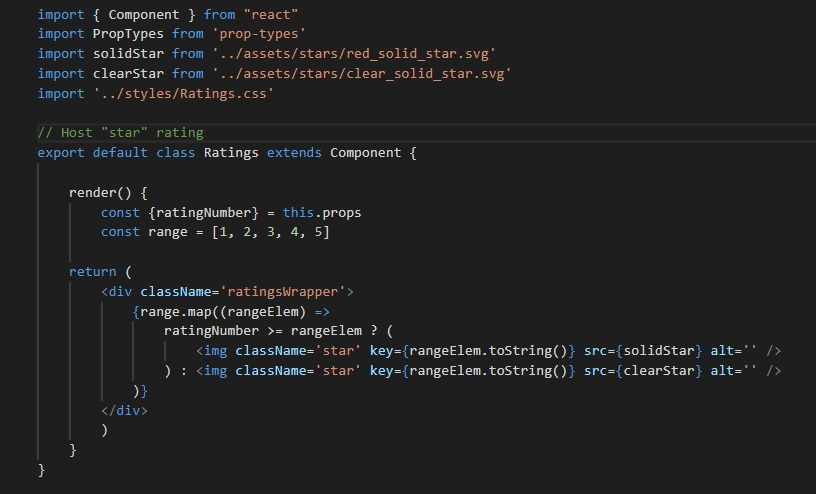 import { Component } from "react"
import PropTypes from 'prop-types'
import solidStar from '../assets/stars/red_solid_star.svg'
import clearStar from '../assets/stars/clear_solid_star.svg'
import '../styles/Ratings.css'

// Host "star" rating
export default class Ratings extends Component {

    render() {
        const {ratingNumber} = this.props
        const range = [1, 2, 3, 4, 5]

    return (
        <div className='ratingsWrapper'>
            {range.map((rangeElem) =>
                ratingNumber >= rangeElem ? (
                    <img className='star' key={rangeElem.toString()} src={solidStar} alt='' />
                ) : <img className='star' key={rangeElem.toString()} src={clearStar} alt='' />
            )}
        </div>
        )
    }
}